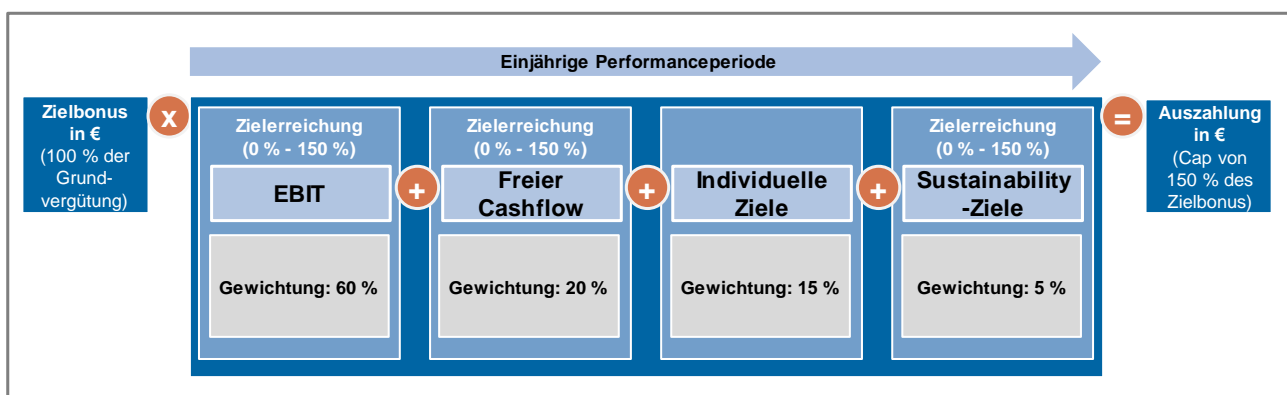 Einjährige Performanceperiode
Zielbonus
in €
(100 % der
Grund-
vergütung)
x
Zielerreichung
(0 % - 150 %)
EBIT
Gewichtung: 60 %
+
Zielerreichung
(0 % - 150 %)
Freier
Cashflow
Gewichtung: 20 %
+
Individuelle
Ziele
Gewichtung: 15 %
+
Zielerreichung
(0 % - 150 %)
Sustainability
-Ziele
Gewichtung: 5 %
=
Auszahlung
in €
(Cap von
150 % des
Zielbonus)